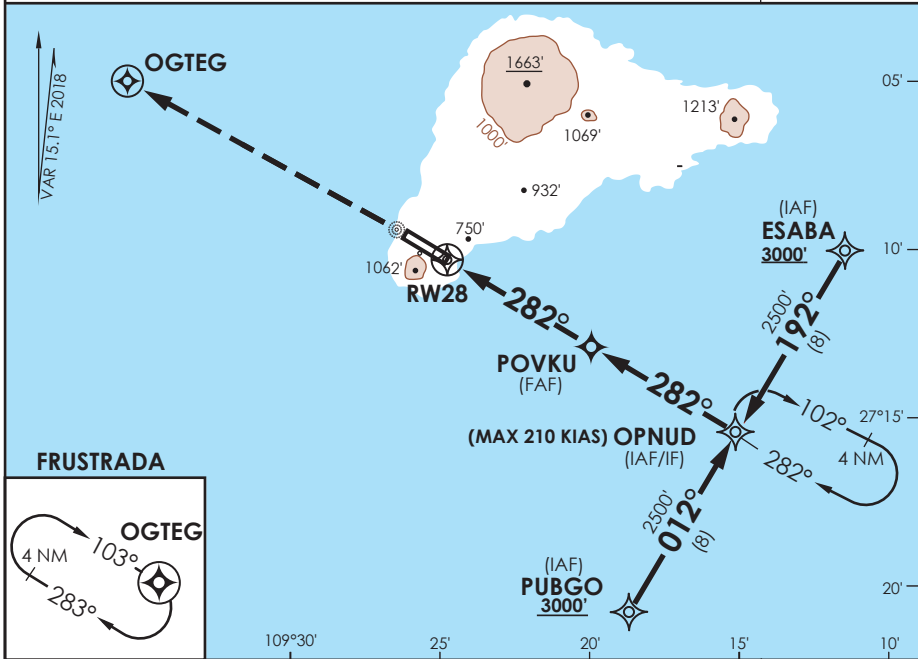 OGTEG
VAR 15.1° E 2018
1663'
1000'
1069'
1213'
05'
932'
750'
1062'
RW28
(IAF)
ESABA
3000'
10'
2500'
192°
(8)
282°
POVKU
(FAF)
282°
27°15'
(MAX 210 KIAS) OPNUD
(IAF/IF)
102°
4 NM
282°
2500'
012°
(8)
(IAF)
PUBGO
3000'
20'
FRUSTRADA
OGTEG
4 NM
103°
283°
109°30'
25'
20'
15'
10'